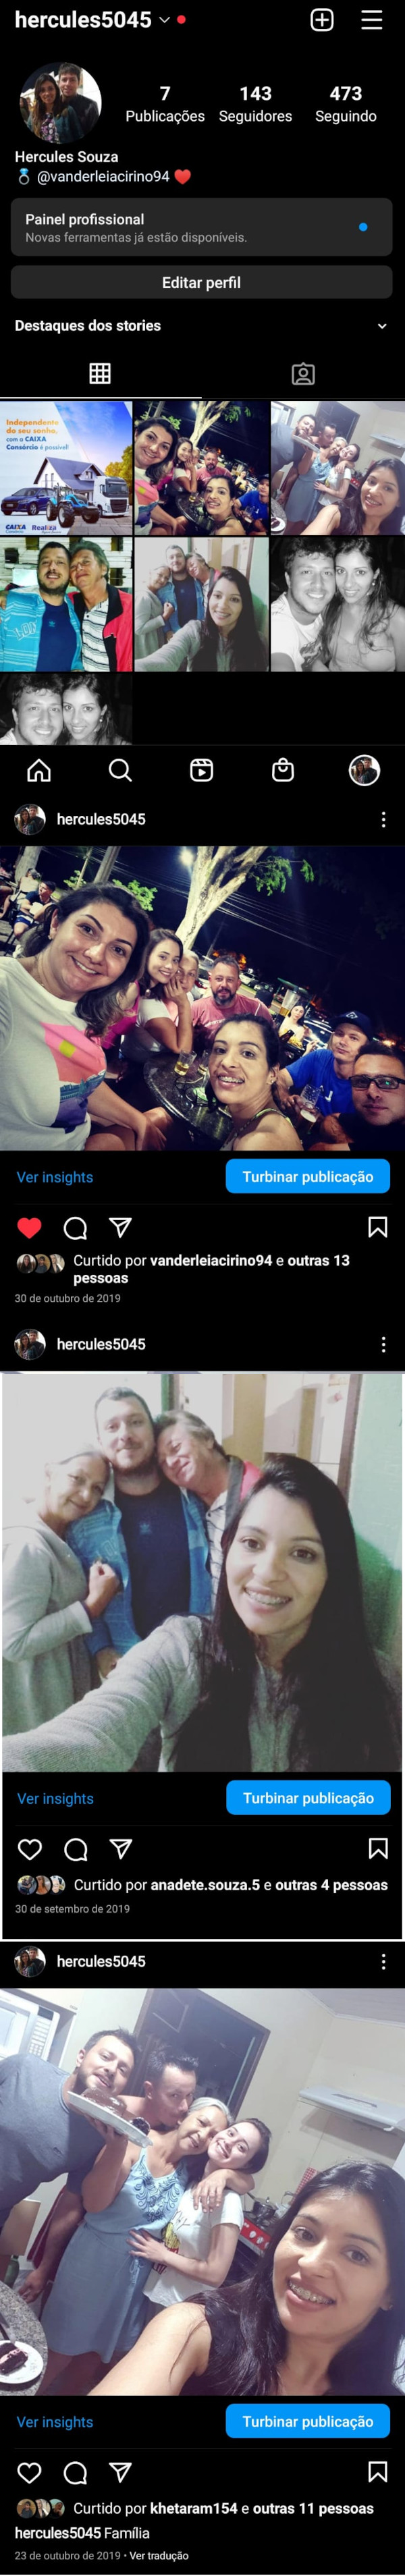 hercules5045
7 143 473
Publicações Seguidores Seguindo
Hercules Souza
@vanderleiacirino94
Painel profissional
Novas ferramentas já estão disponíveis.
Editar perfil
Destaques dos stories
Independente
do seu sonho,
com a CAIXA
Consórcio é possível!
CAIXA Realiza
hercules5045
Ver insights Turbinar publicação
Curtido por vanderleiacirino94 e outras 13
pessoas
30 de outubro de 2019
hercules5045
Ver insights Turbinar publicação
Curtido por anadete.souza.5 e outras 4 pessoas
30 de setembro de 2019
hercules5045
Ver insights Turbinar publicação
Curtido por khetaram154 e outras 11 pessoas
hercules5045 Família
23 de outubro de 2019 • Ver tradução